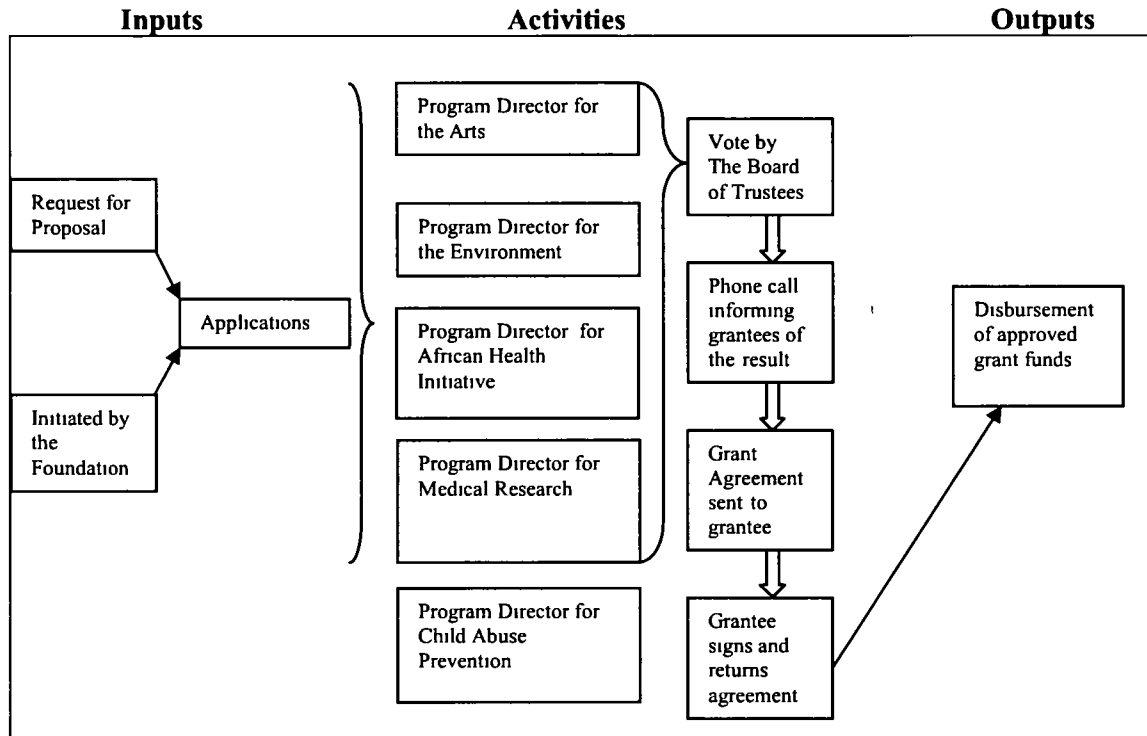 Inputs
Activities
Outputs
Request for
Proposal
Initiated by
the
Foundation
Applications
Program Director for
the Arts
Program Director for
the Environment
Program Director for
African Health
Initiative
Program Director for
Medical Research
Program Director for
Child Abuse
Prevention
Vote by
The Board
of Trustees
Phone call
informing
grantees of
the result
Grant
Agreement
sent to
grantee
Grantee
signs and
returns
agreement
Disbursement
of approved
grant funds